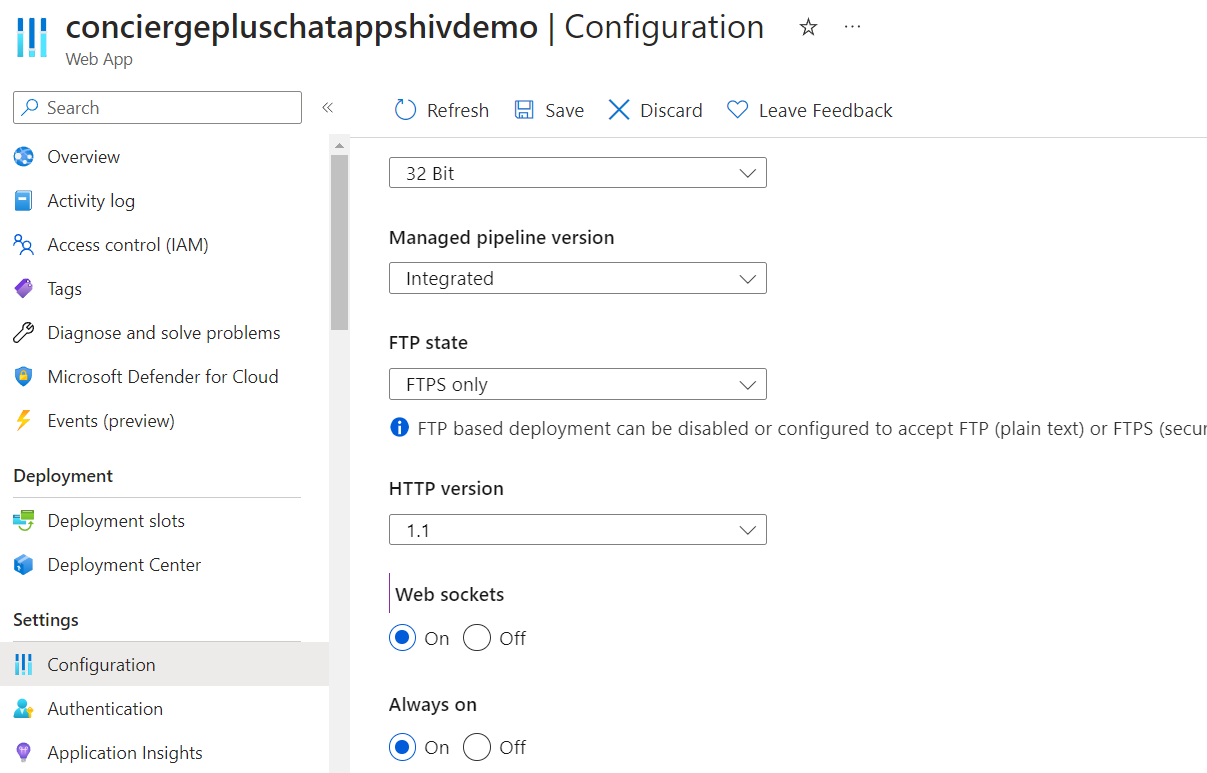 conciergepluschatappshivdemo | Configuration
Web App
Search
Overview
Activity log
Access control (IAM)
Tags
Diagnose and solve problems
Microsoft Defender for Cloud
Events (preview)
Deployment
Deployment slots
Deployment Center
Settings
Configuration
Authentication
Application Insights
Refresh
Save
Discard
Leave Feedback
32 Bit
Managed pipeline version
Integrated
FTP state
FTPS only
FTP based deployment can be disabled or configured to accept FTP (plain text) or FTPS (secur
HTTP version
1.1
Web sockets
On Off
Always on
On Off